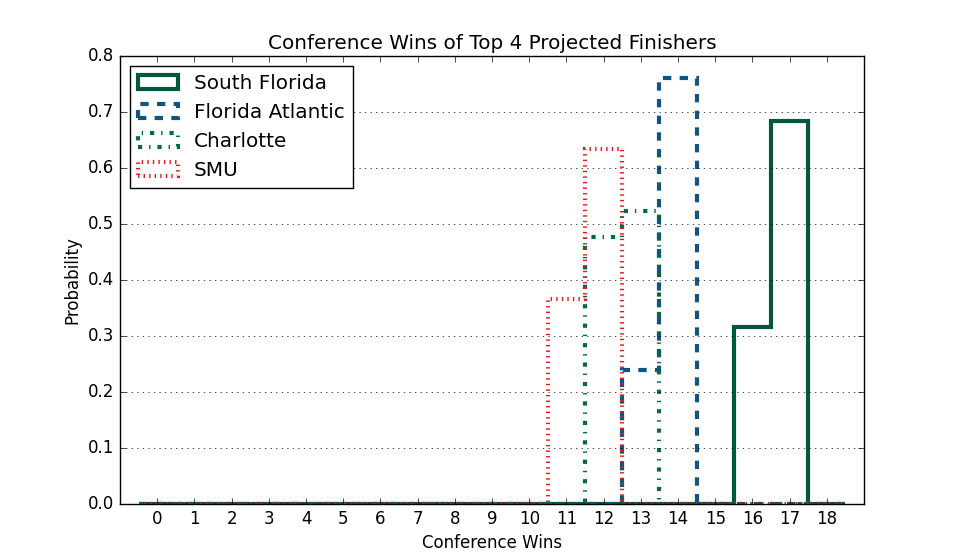 Conference Wins of Top 4 Projected Finishers
0.8
0.7
0.6
0.5
0.4
0.3
0.2
0.1
0.0
Probability
South Florida
Florida Atlantic
Charlotte
SMU
0 1 2 3 4 5 6 7 8 9 10 11 12 13 14 15 16 17 18
Conference Wins